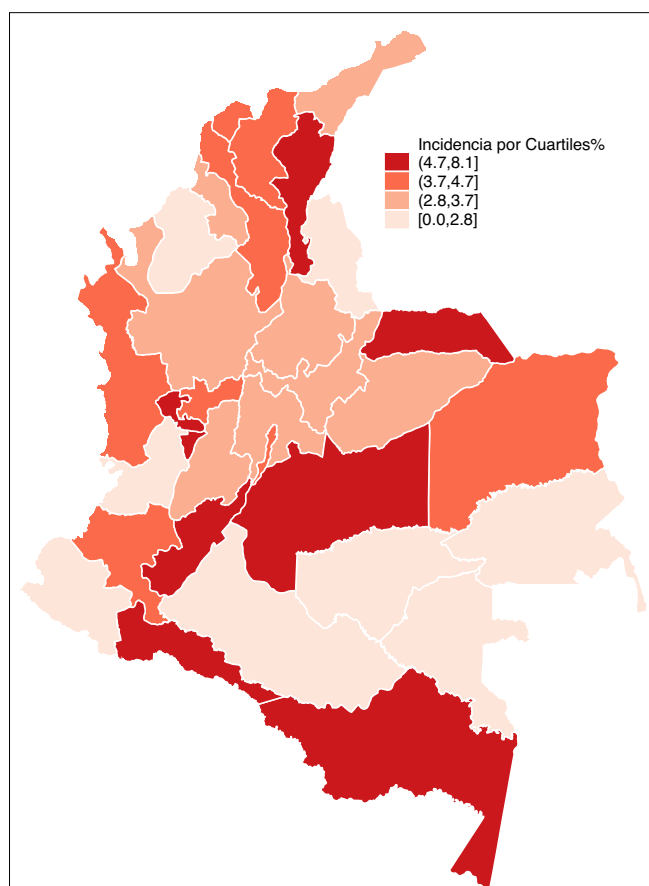 Incidencia por Cuartiles%
(4.7,8.1]
(3.7,4.7]
(2.8,3.7]
[0.0,2.8]